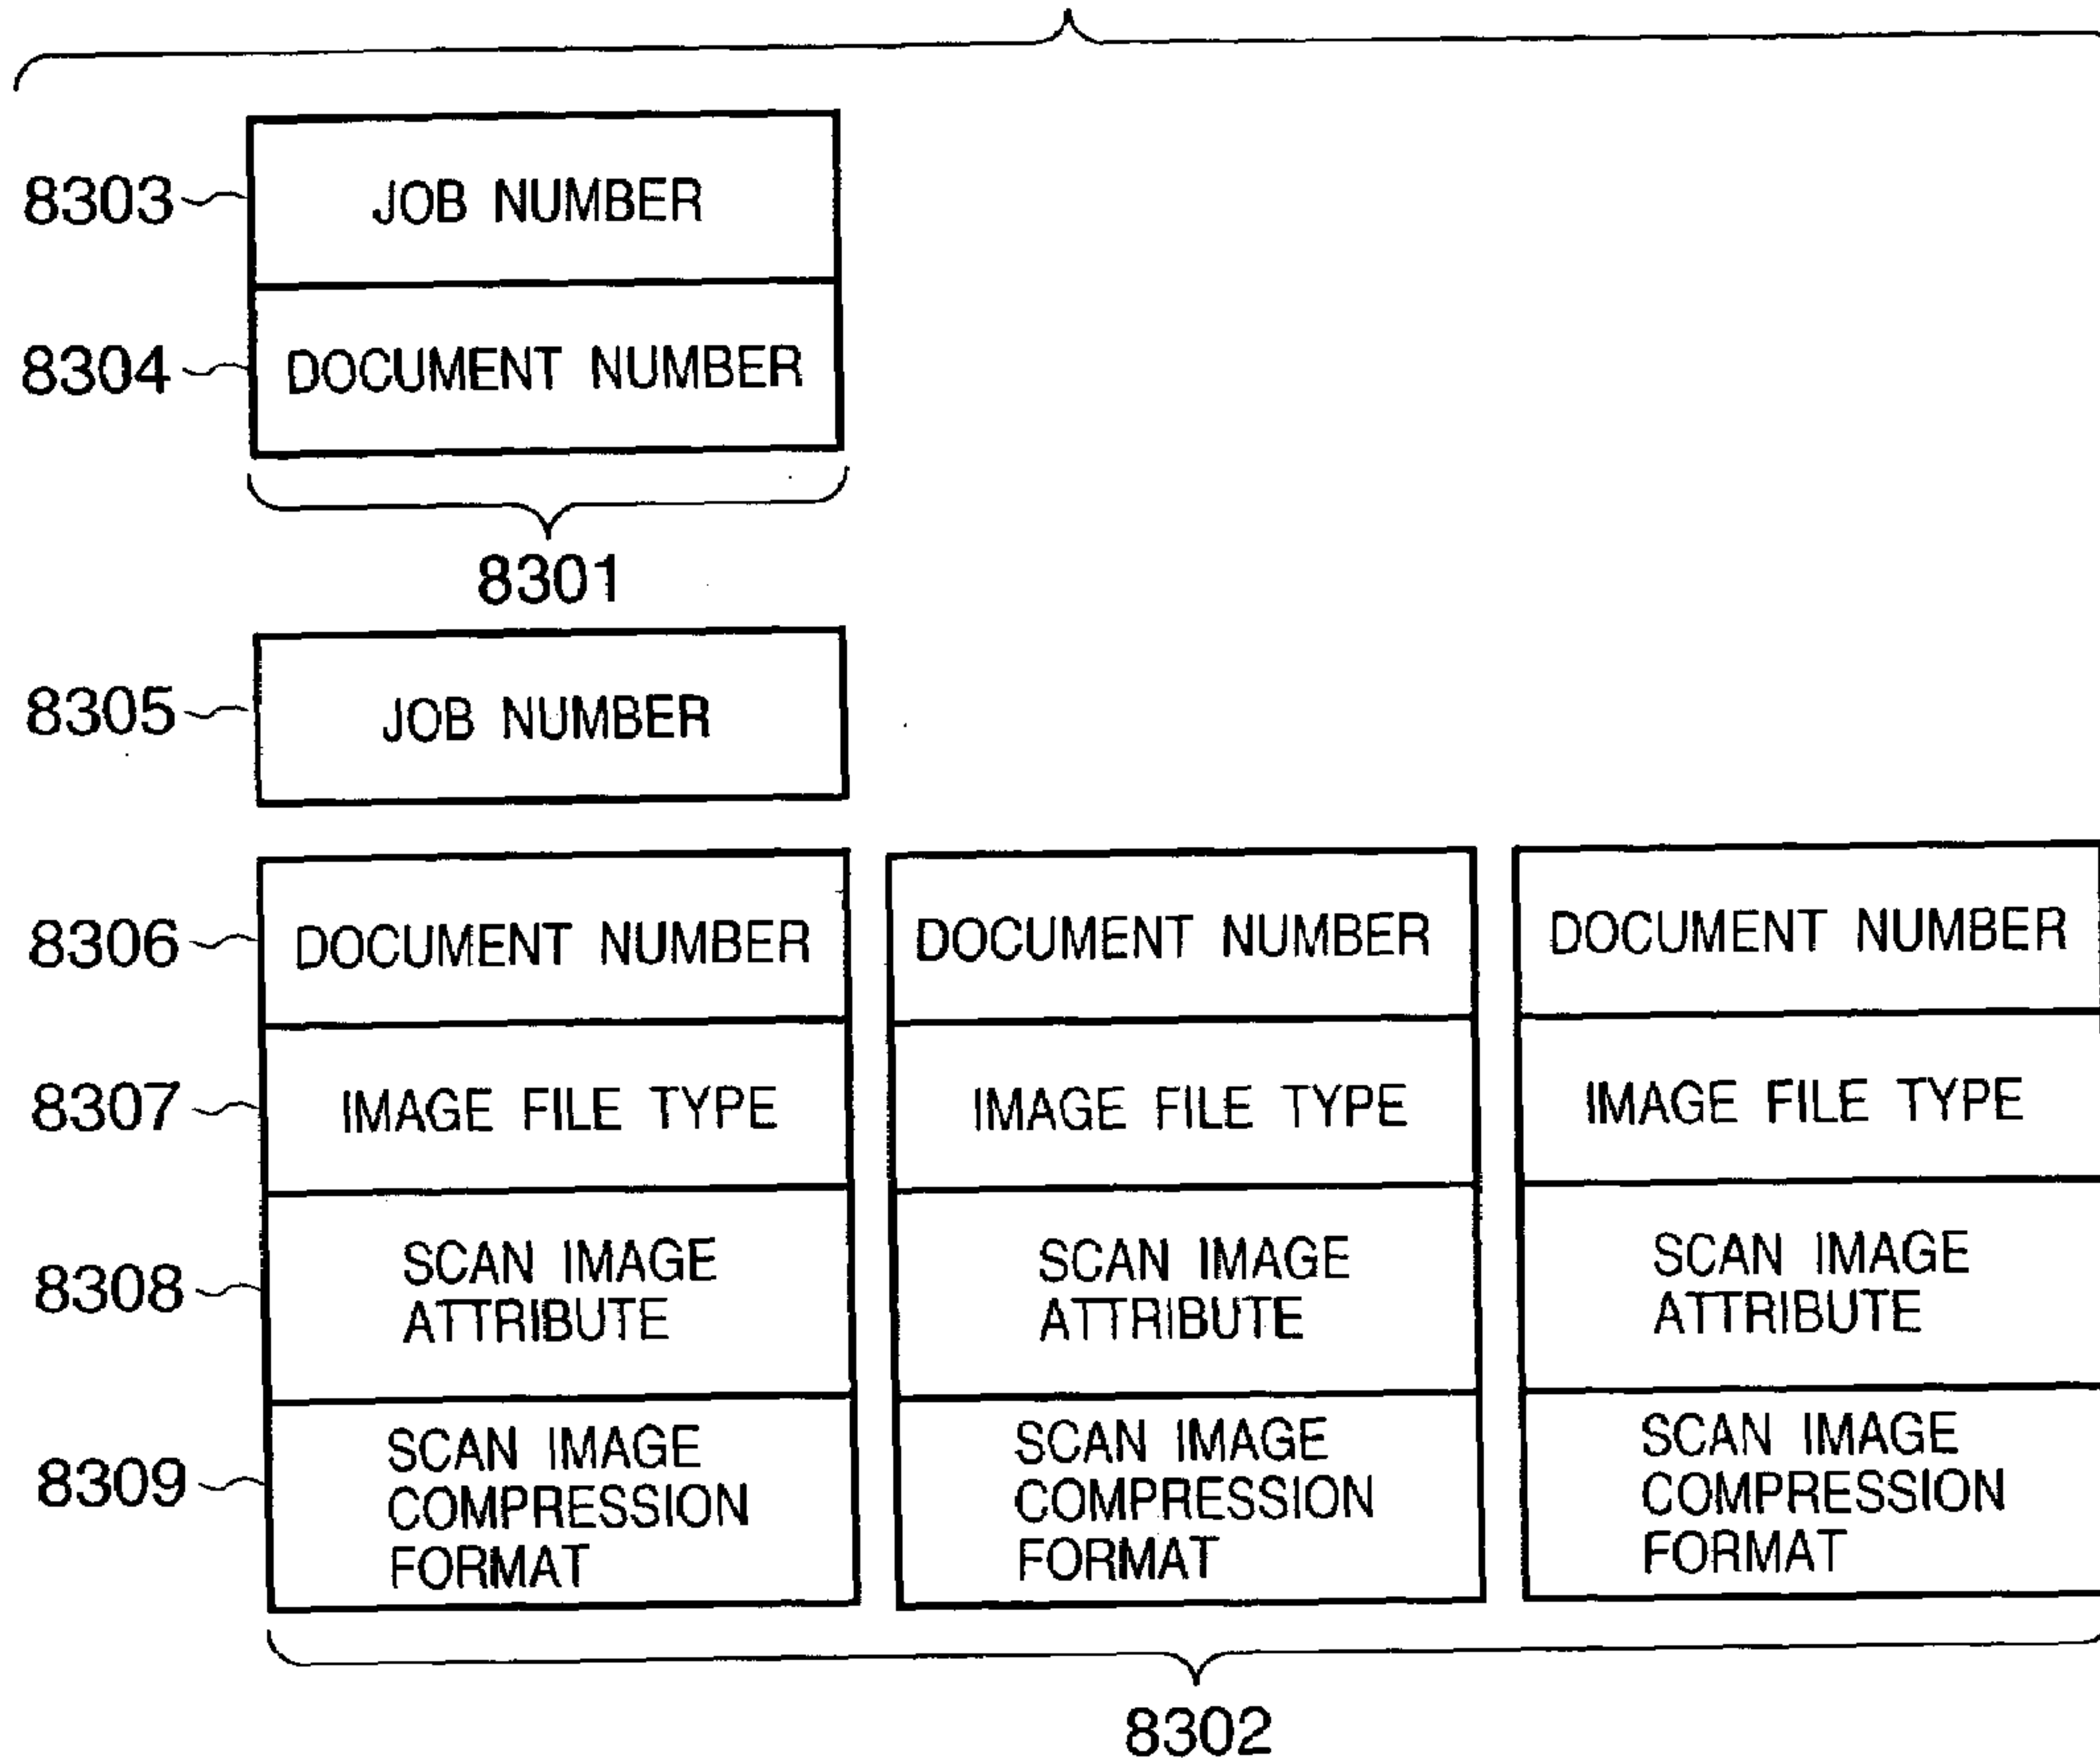 8303 JOB NUMBER
8304 DOCUMENT NUMBER
8301
8305 JOB NUMBER
8306 DOCUMENT NUMBER DOCUMENT NUMBER DOCUMENT NUMBER
8307 IMAGE FILE TYPE IMAGE FILE TYPE IMAGE FILE TYPE
8308 SCAN IMAGE SCAN IMAGE SCAN IMAGE
ATTRIBUTE ATTRIBUTE ATTRIBUTE
8309 SCAN IMAGE SCAN IMAGE SCAN IMAGE
COMPRESSION COMPRESSION COMPRESSION
FORMAT FORMAT FORMAT
8302